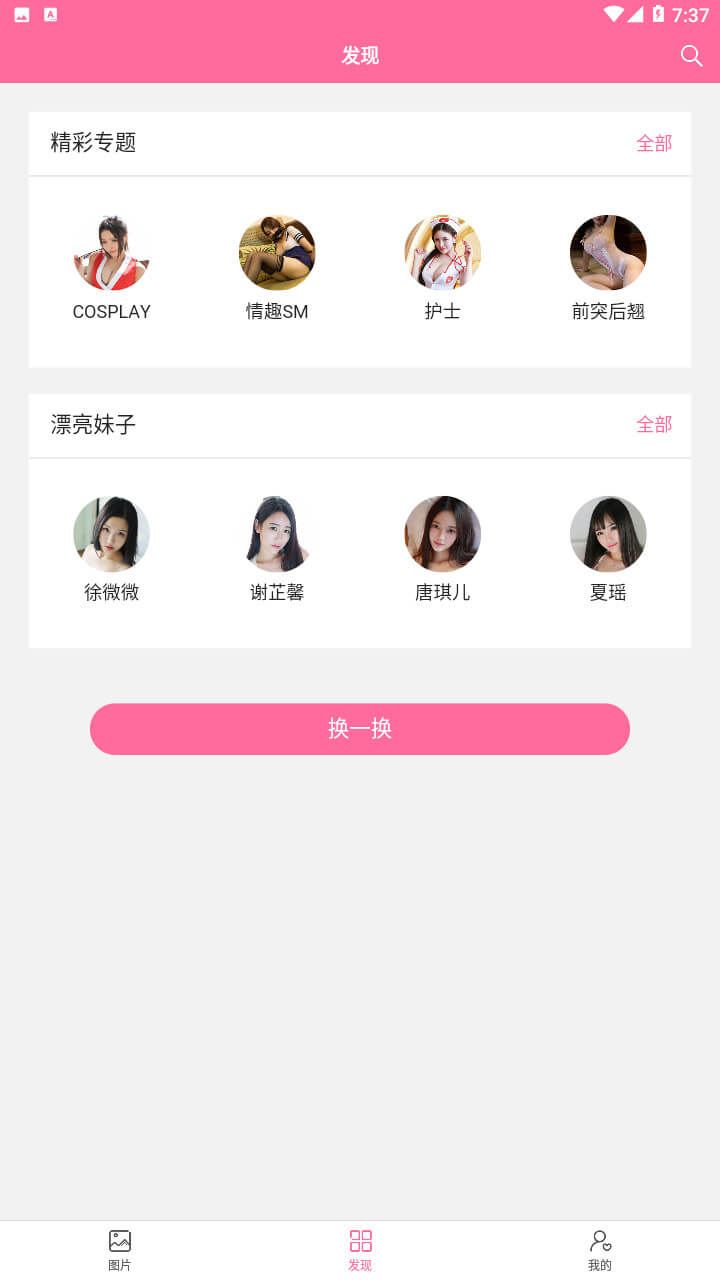 7:37
发现
精彩专题
全部
COSPLAY
情趣SM
护士
前突后翘
漂亮妹子
全部
徐微微
谢芷馨
唐琪儿
夏瑶
换一换
图片
发现
我的